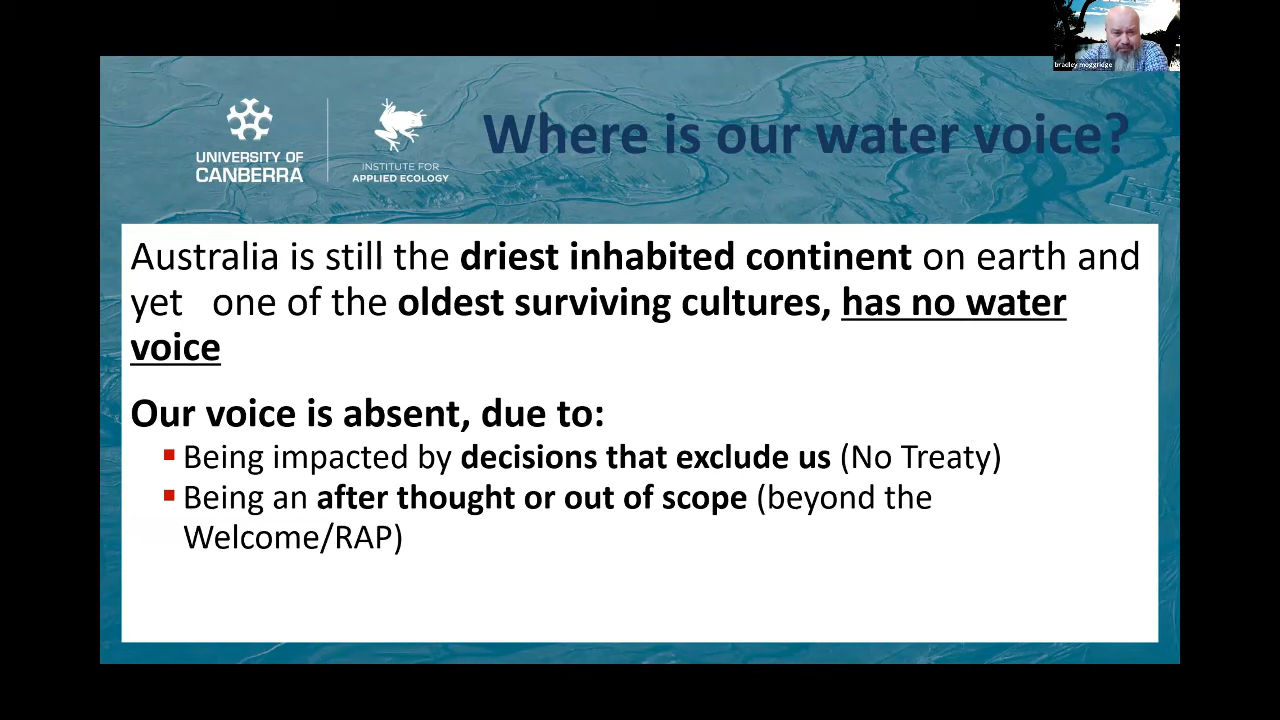 bradley moggridge
UNIVERSITY OF
CANBERRA
INSTITUTE FOR
APPLIED ECOLOGY
Where is our water voice?
Australia is still the driest inhabited continent on earth and
yet one of the oldest surviving cultures, has no water
voice
Our voice is absent, due to:
Being impacted by decisions that exclude us (No Treaty)
Being an after thought or out of scope (beyond the
Welcome/RAP)